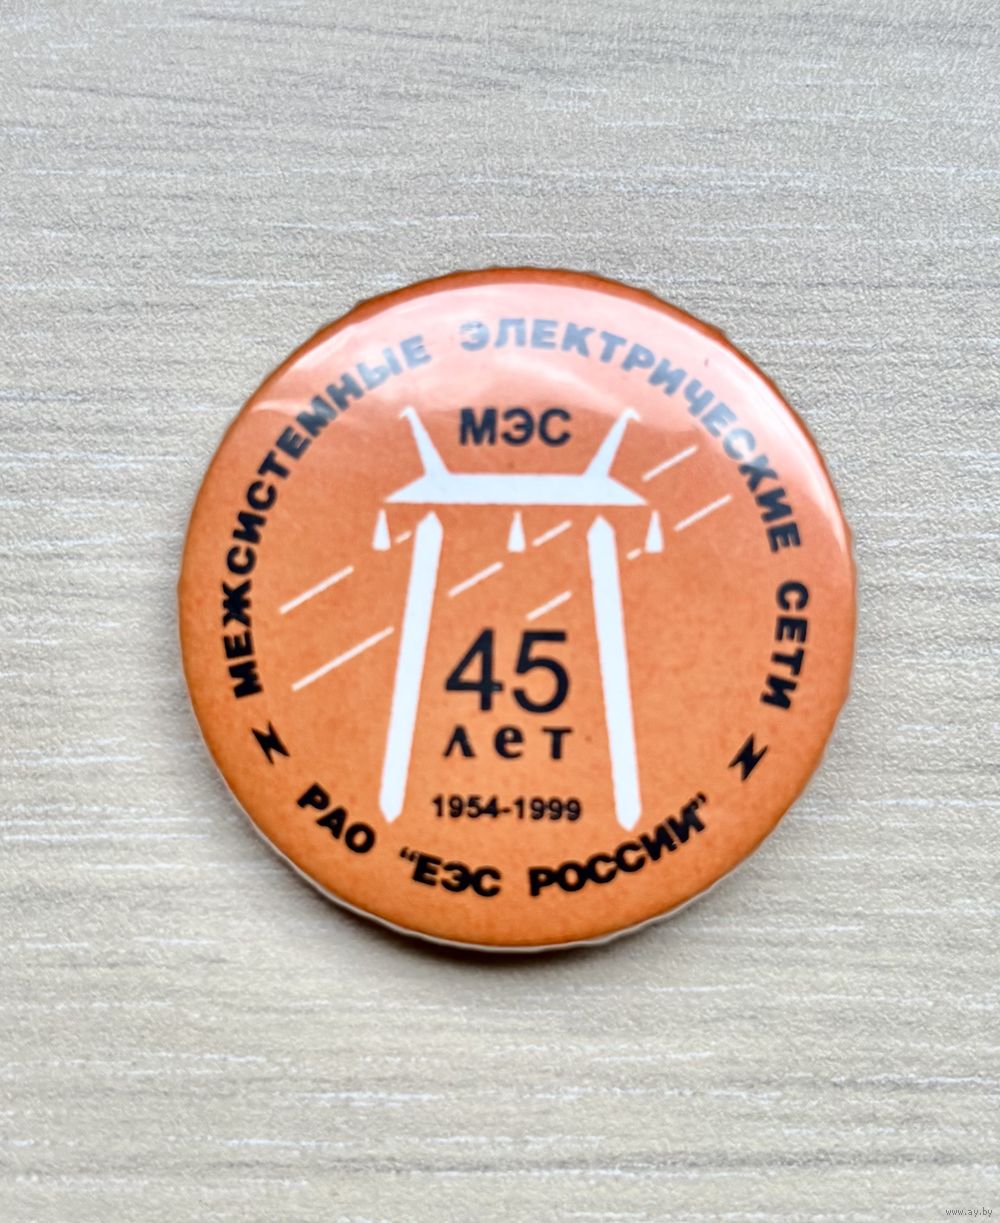 МЕЖСИСТЕМНЫЕ ЭЛЕКТРИЧЕСКИЕ СЕТИ
МЭС
45
лет
1954-1999
РАО "ЕЭС РОССИИ"
www.ay.by